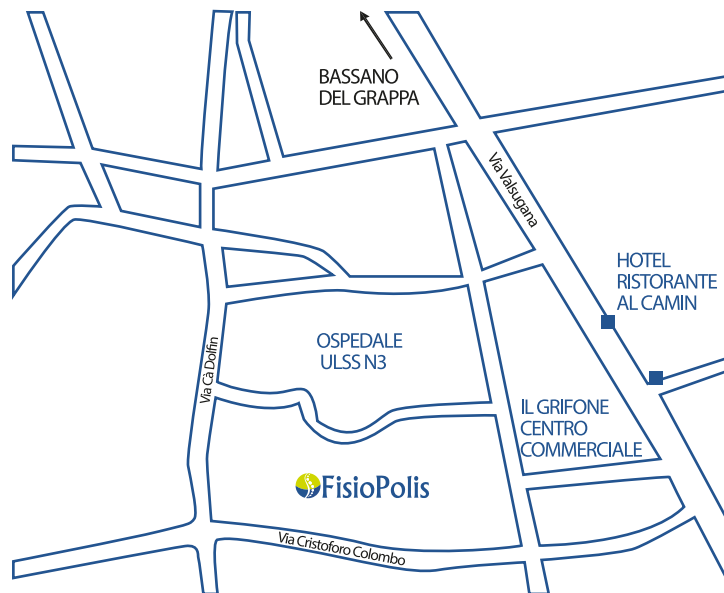 BASSANO
DEL GRAPPA
Via Valsugana
HOTEL
RISTORANTE
AL CAMIN
OSPEDALE
ULSS N3
Via Cà Dolfin
IL GRIFONE
CENTRO
COMMERCIALE
FisioPolis
Via Cristoforo Colombo